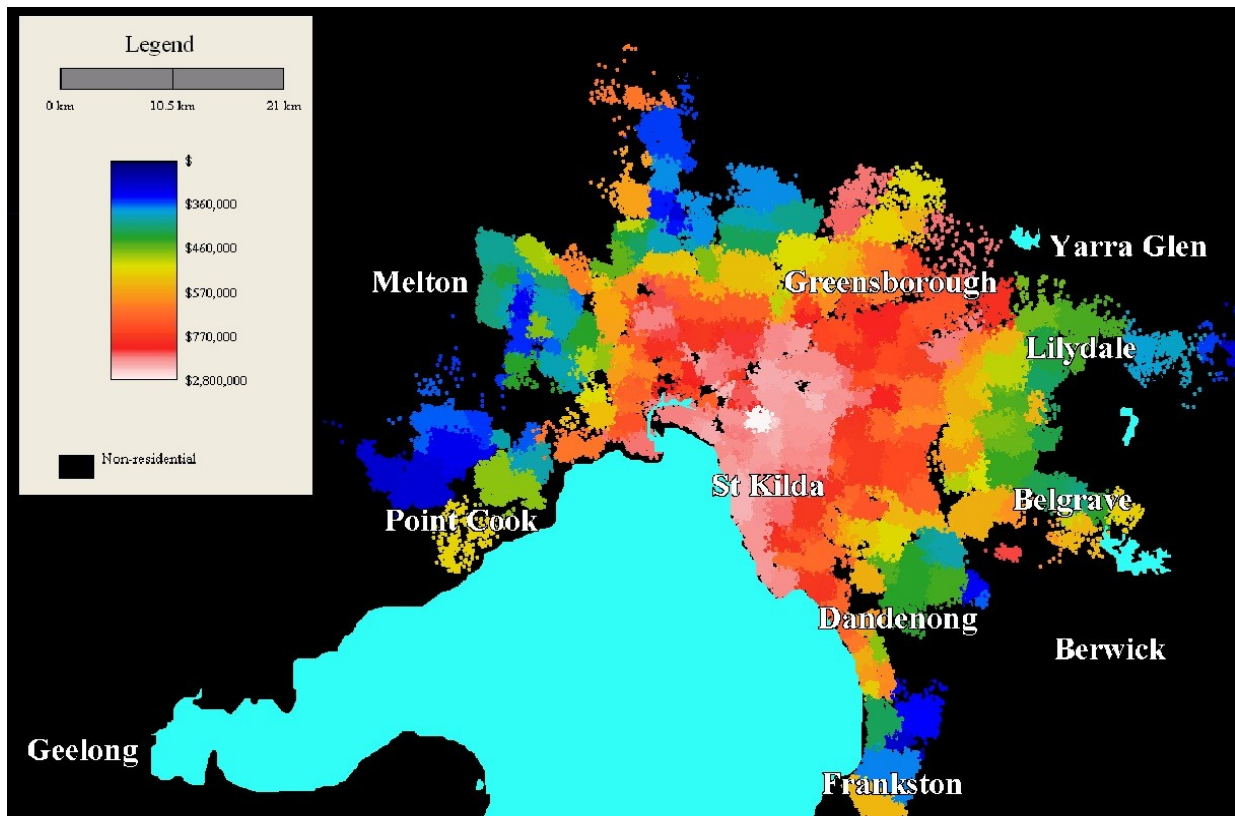 Legend
0 km 10.5 km 21 km
$
$360,000
$460,000
$570,000
$770,000
$2,800,000
Non-residential
Yarra Glen
Melton
Greensborough
Lilydale
St Kilda
Belgrave
Point Cook
Dandenong
Berwick
Geelong
Frankston